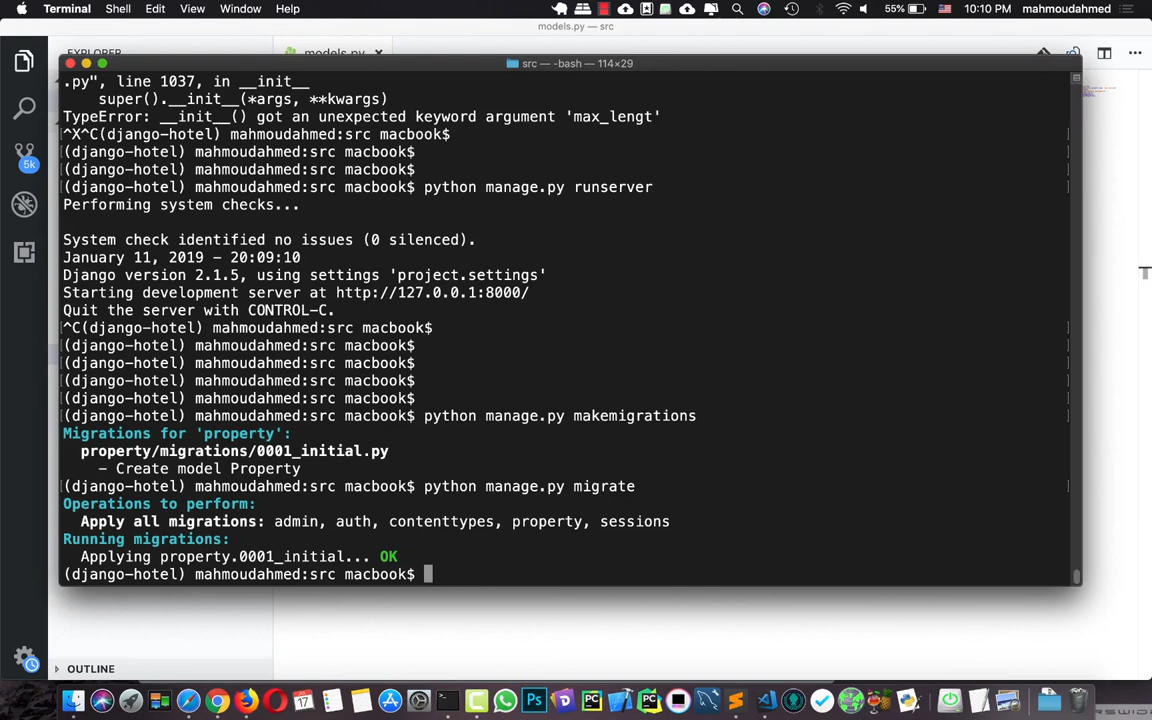 Terminal Shell Edit View Window Help 55% 10:10 PM mahmoudahmed
models.py — src
EXPLORER models.py
src — -bash — 114×29
.py", line 1037, in __init__
super().__init__(*args, **kwargs)
TypeError: __init__() got an unexpected keyword argument 'max_lengt'
^X^C(django-hotel) mahmoudahmed:src macbook$
(django-hotel) mahmoudahmed:src macbook$
(django-hotel) mahmoudahmed:src macbook$
(django-hotel) mahmoudahmed:src macbook$ python manage.py runserver
Performing system checks...
System check identified no issues (0 silenced).
January 11, 2019 - 20:09:10
Django version 2.1.5, using settings 'project.settings'
Starting development server at http://127.0.0.1:8000/
Quit the server with CONTROL-C.
^C(django-hotel) mahmoudahmed:src macbook$
(django-hotel) mahmoudahmed:src macbook$
(django-hotel) mahmoudahmed:src macbook$
(django-hotel) mahmoudahmed:src macbook$
(django-hotel) mahmoudahmed:src macbook$
(django-hotel) mahmoudahmed:src macbook$ python manage.py makemigrations
Migrations for 'property':
property/migrations/0001_initial.py
- Create model Property
(django-hotel) mahmoudahmed:src macbook$ python manage.py migrate
Operations to perform:
Apply all migrations: admin, auth, contenttypes, property, sessions
Running migrations:
Applying property.0001_initial... OK
(django-hotel) mahmoudahmed:src macbook$
5k
OUTLINE
17
Ps
PC
PC